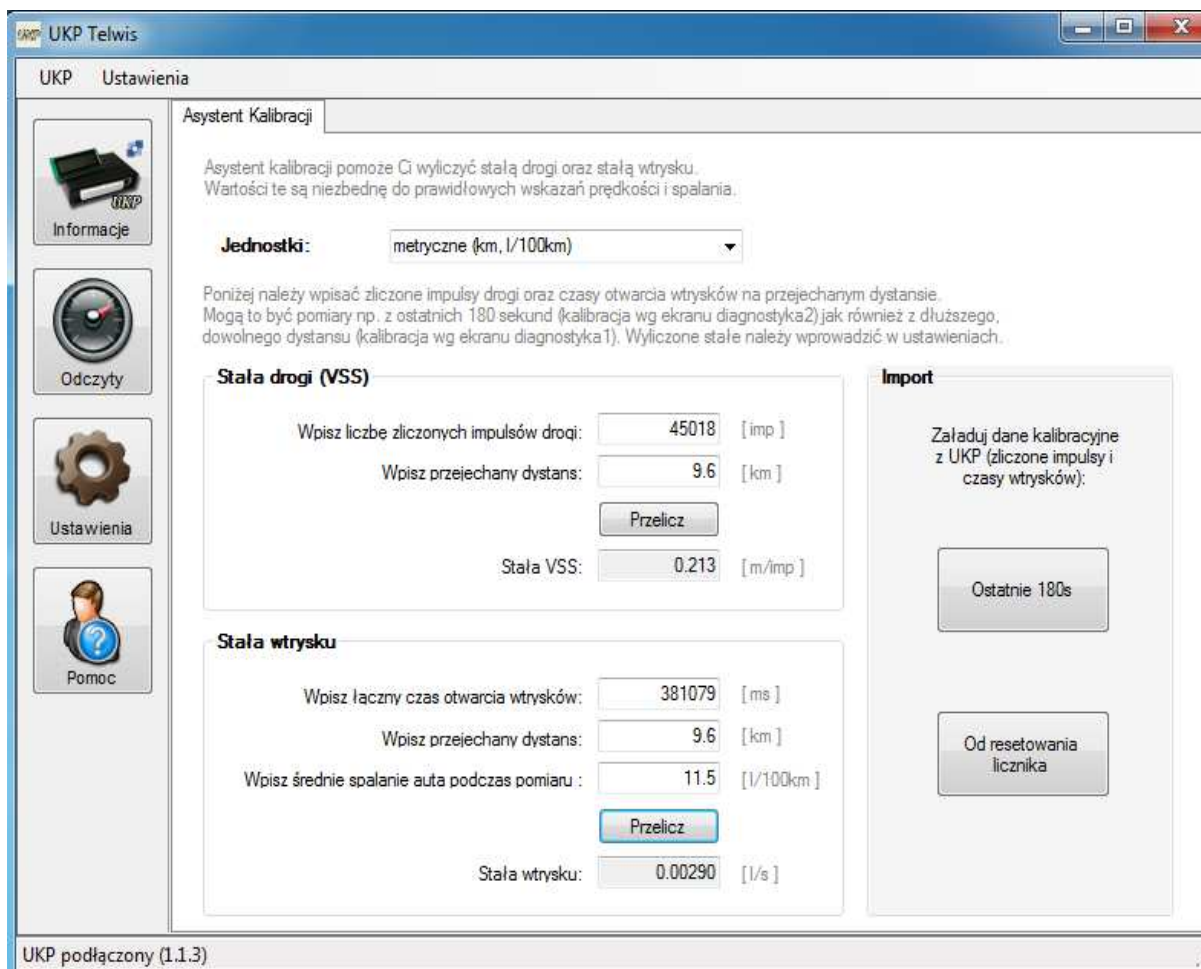 UKP Telwis
UKP Ustawienia
Informacje
Odczyty
Ustawienia
Pomoc
Asystent Kalibracji
Asystent kalibracji pomoże Ci wyliczyć stałą drogi oraz stałą wtrysku.
Wartości te są niezbędnę do prawidłowych wskazań prędkości i spalania.
Jednostki: metryczne (km, l/100km)
Poniżej należy wpisać zliczone impulsy drogi oraz czasy otwarcia wtrysków na przejechanym dystansie.
Mogą to być pomiary np. z ostatnich 180 sekund (kalibracja wg ekranu diagnostyka2) jak również z dłuższego,
dowolnego dystansu (kalibracja wg ekranu diagnostyka1). Wyliczone stałe należy wprowadzić w ustawieniach.
Stała drogi (VSS)
Wpisz liczbę zliczonych impulsów drogi: 45018 [ imp ]
Wpisz przejechany dystans: 9.6 [ km ]
Przelicz
Stała VSS: 0.213 [ m/imp ]
Stała wtrysku
Wpisz łączny czas otwarcia wtrysków: 381079 [ ms ]
Wpisz przejechany dystans: 9.6 [ km ]
Wpisz średnie spalanie auta podczas pomiaru : 11.5 [l/100km ]
Przelicz
Stała wtrysku: 0.00290 [ l/s ]
Import
Załaduj dane kalibracyjne
z UKP (zliczone impulsy i
czasy wtrysków):
Ostatnie 180s
Od resetowania
licznika
UKP podłączony (1.1.3)